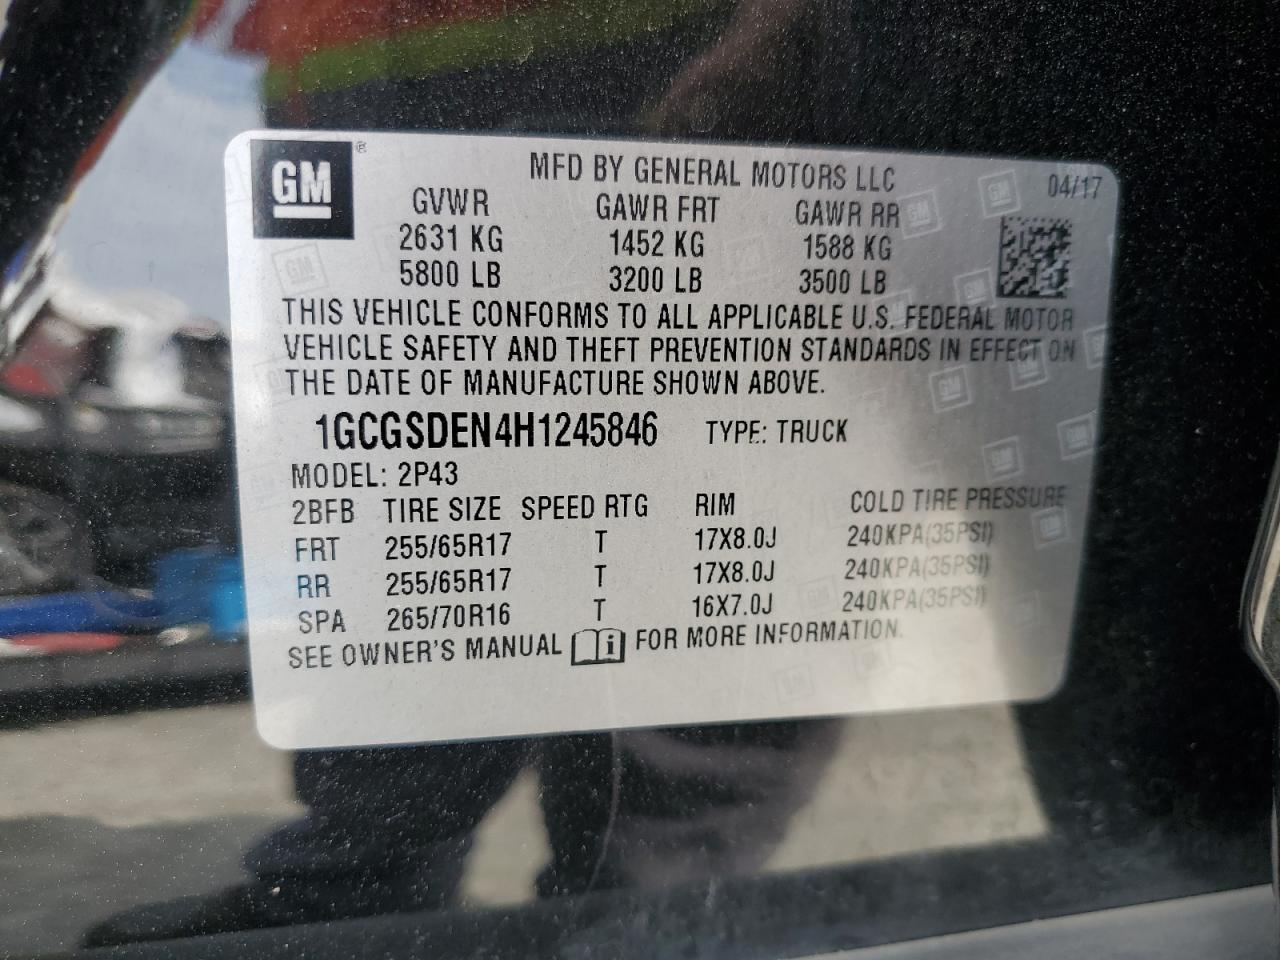 GM ®
MFD BY GENERAL MOTORS LLC 04/17
GVWR GAWR FRT GAWR RR
2631 KG 1452 KG 1588 KG
5800 LB 3200 LB 3500 LB
THIS VEHICLE CONFORMS TO ALL APPLICABLE U.S. FEDERAL MOTOR
VEHICLE SAFETY AND THEFT PREVENTION STANDARDS IN EFFECT ON
THE DATE OF MANUFACTURE SHOWN ABOVE.
1GCGSDEN4H1245846 TYPE: TRUCK
MODEL: 2P43
2BFB TIRE SIZE SPEED RTG RIM COLD TIRE PRESSURE
FRT 255/65R17 T 17X8.0J 240KPA(35PSI)
RR 255/65R17 T 17X8.0J 240KPA(35PSI)
SPA 265/70R16 T 16X7.0J 240KPA(35PSI)
SEE OWNER'S MANUAL i FOR MORE INFORMATION.